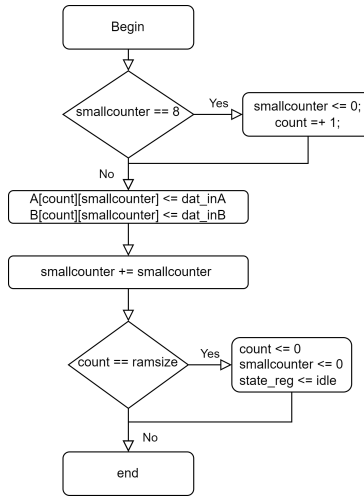 Begin
smallcounter == 8
Yes
smallcounter <= 0;
count =+ 1;
No
A[count][smallcounter] <= dat_inA
B[count][smallcounter] <= dat_inB
smallcounter += smallcounter
count == ramsize
Yes
count <= 0
smallcounter <= 0
state_reg <= idle
No
end